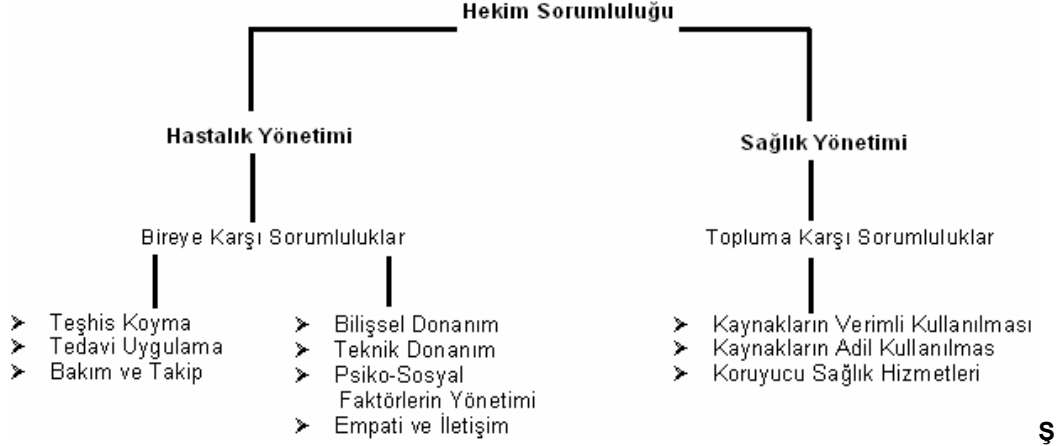 Hekim Sorumluluğu
Hastalık Yönetimi
Sağlık Yönetimi
Bireye Karşı Sorumluluklar
Topluma Karşı Sorumluluklar
➢ Teşhis Koyma
➢ Tedavi Uygulama
➢ Bakım ve Takip
➢ Bilişsel Donanım
➢ Teknik Donanım
➢ Psiko-Sosyal
Faktörlerin Yönetimi
➢ Empati ve İletişim
➢ Kaynakların Verimli Kullanılması
➢ Kaynakların Adil Kullanılmas
➢ Koruyucu Sağlık Hizmetleri
Ş